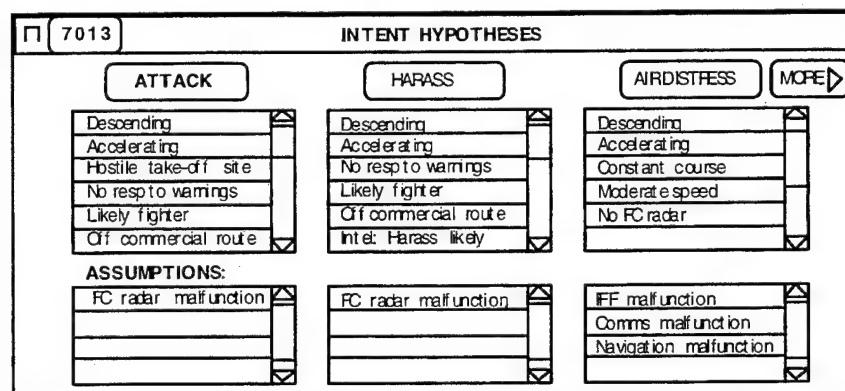 7013 INTENT HYPOTHESES
ATTACK HARASS AIRDISTRESS MORE
Descending
Accelerating
Hostile take-off site
No resp to warnings
Likely fighter
Off commercial route
Descending
Accelerating
No resp to warnings
Likely fighter
Off commercial route
Intel: Harass likely
Descending
Accelerating
Constant course
Moderate speed
No FC radar
ASSUMPTIONS:
FC radar malfunction
FC radar malfunction
IFF malfunction
Comms malfunction
Navigation malfunction